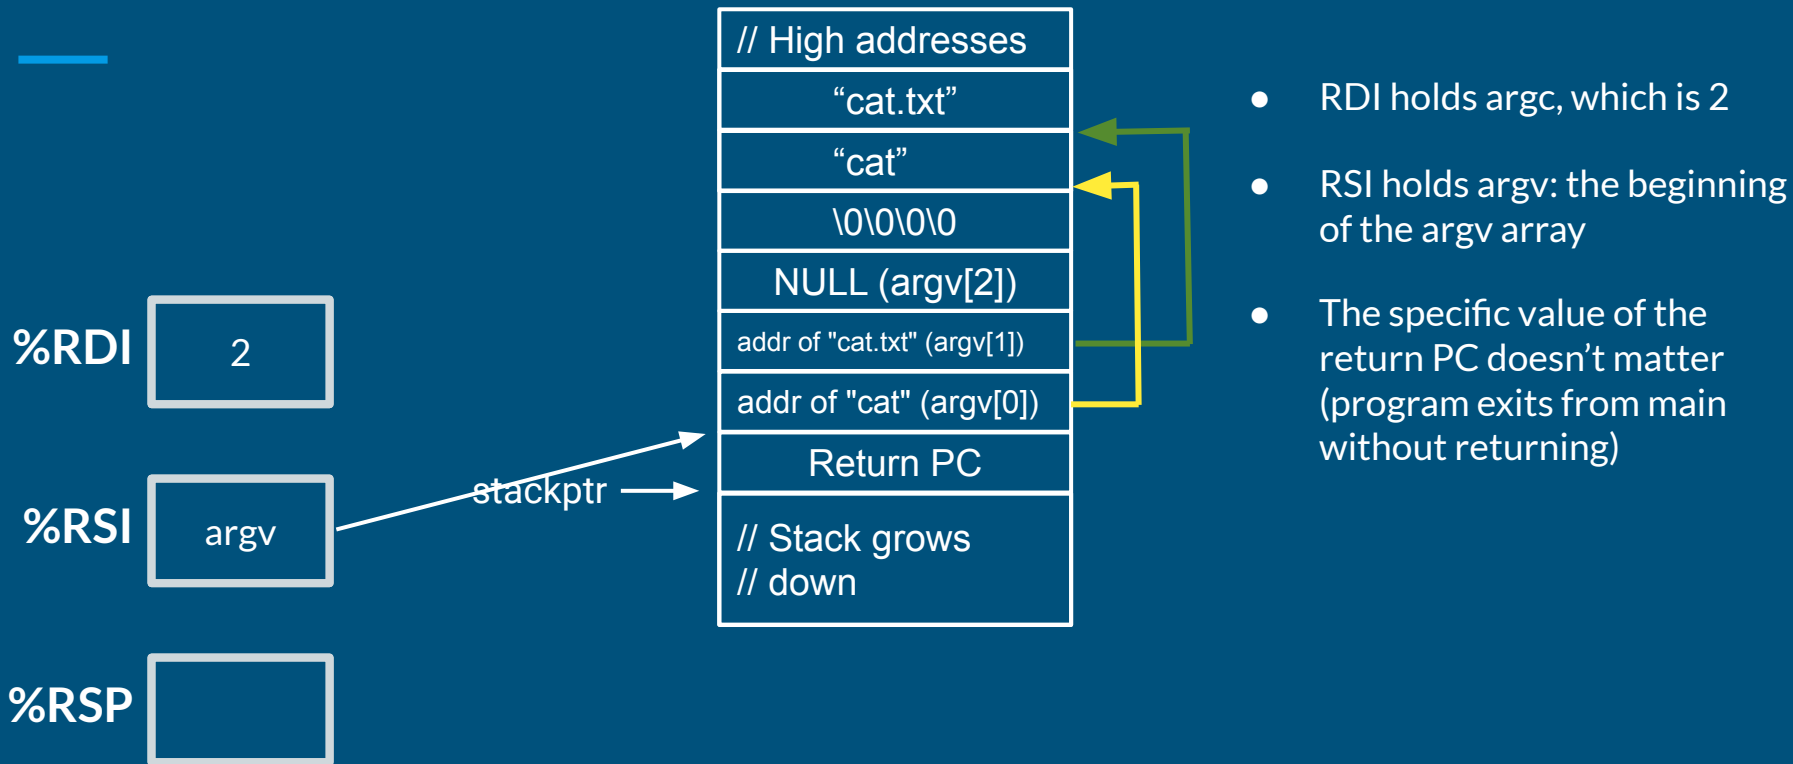 %RDI
2
%RSI
argv
%RSP
stackptr
// High addresses
“cat.txt”
“cat”
\0\0\0\0
NULL (argv[2])
addr of "cat.txt" (argv[1])
addr of "cat" (argv[0])
Return PC
// Stack grows
// down
● RDI holds argc, which is 2
● RSI holds argv: the beginning
of the argv array
● The specific value of the
return PC doesn’t matter
(program exits from main
without returning)